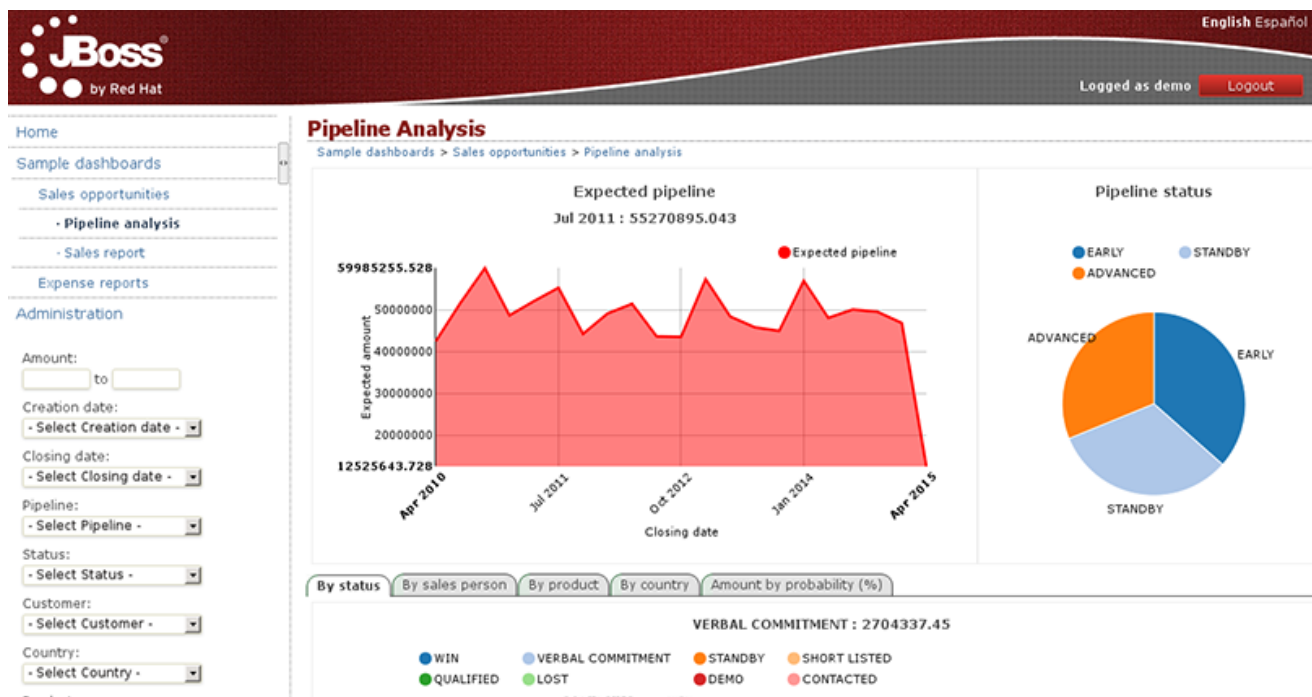 English Español
JBoss®
by Red Hat
Logged as demo Logout
Home
Sample dashboards
Sales opportunities
· Pipeline analysis
· Sales report
Expense reports
Administration
Amount:
to
Creation date:
- Select Creation date -
Closing date:
- Select Closing date -
Pipeline:
- Select Pipeline -
Status:
- Select Status -
Customer:
- Select Customer -
Country:
- Select Country -
Pipeline Analysis
Sample dashboards > Sales opportunities > Pipeline analysis
Expected pipeline
Jul 2011 : 55270895.043
Expected pipeline
59985255.528
50000000
40000000
30000000
20000000
12525643.728
Expected amount
Apr 2010
Jul 2011
Oct 2012
Jan 2014
Apr 2015
Closing date
Pipeline status
EARLY STANDBY
ADVANCED
ADVANCED
EARLY
STANDBY
By status By sales person By product By country Amount by probability (%)
VERBAL COMMITMENT : 2704337.45
WIN VERBAL COMMITMENT STANDBY SHORT LISTED
QUALIFIED LOST DEMO CONTACTED